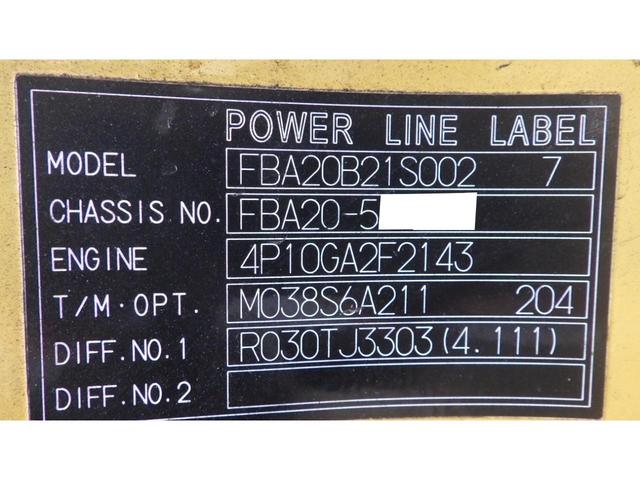 POWER LINE LABEL
MODEL FBA20B21S002 7
CHASSIS NO. FBA20-5
ENGINE 4P10GA2F2143
T/M·OPT. M038S6A211 204
DIFF.NO.1 R030TJ3303(4.111)
DIFF.NO.2